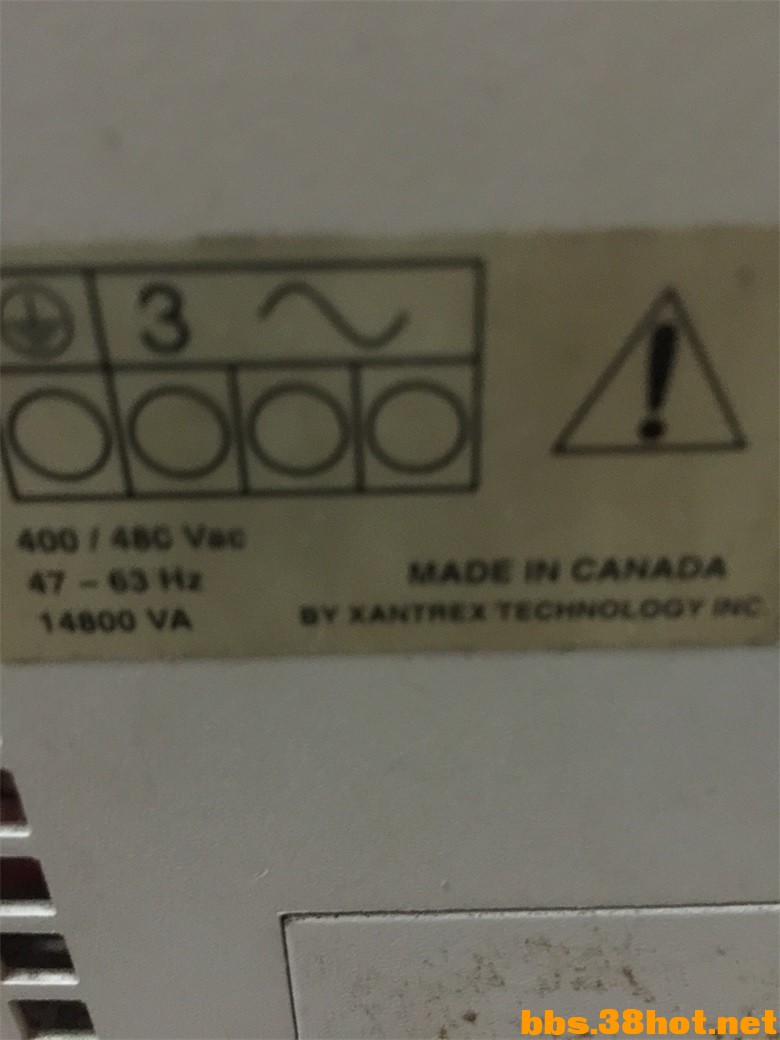 3
400 / 480 Vac
47 – 63 Hz
14800 VA
MADE IN CANADA
BY XANTREX TECHNOLOGY INC
bbs.38hot.net